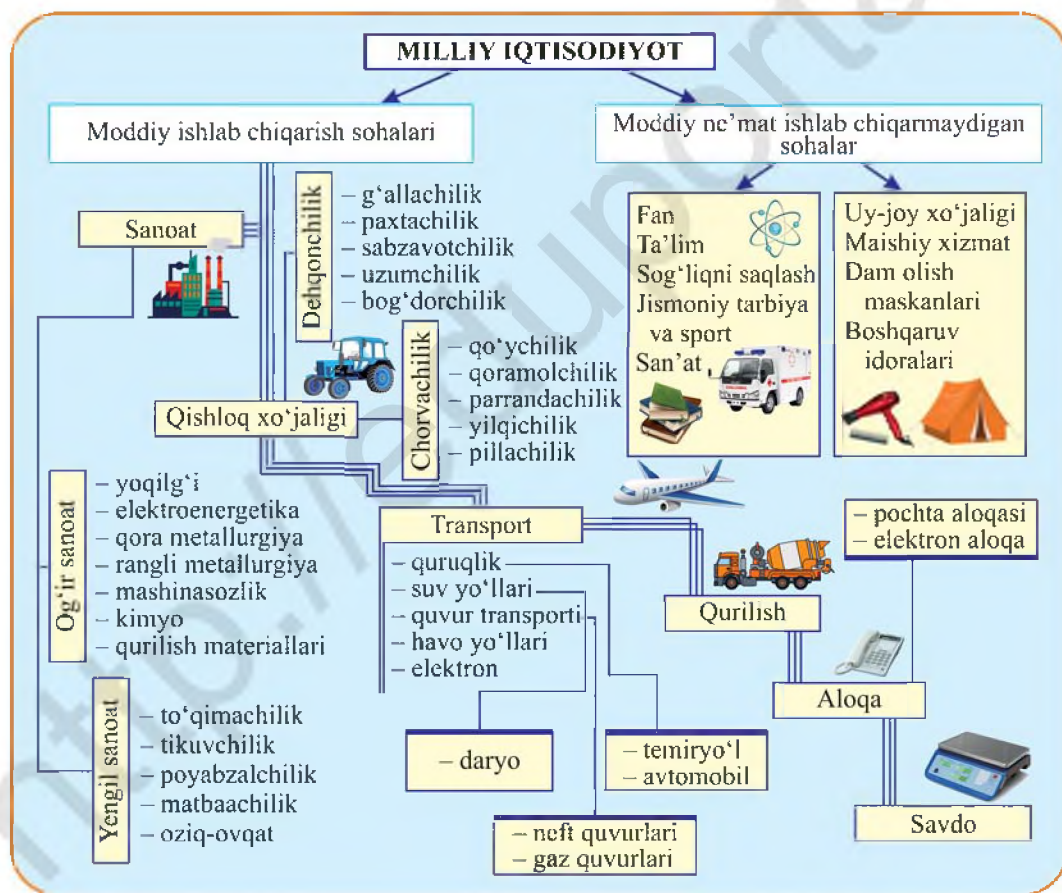 MILLIY IQTISODIYOT
Moddiy ishlab chiqarish sohalari
Moddiy ne’mat ishlab chiqarmaydigan
sohalar
Sanoat
Dehqonchilik
– g‘allachilik
– paxtachilik
– sabzavotchilik
– uzumchilik
– bog‘dorchilik
Fan
Ta’lim
Sog‘liqni saqlash
Jismoniy tarbiya
va sport
San’at
Uy-joy xo‘jaligi
Maishiy xizmat
Dam olish
maskanlari
Boshqaruv
idoralari
Qishloq xo‘jaligi
Chorvachilik
– qo‘ychilik
– qoramolchilik
– parrandachilik
– yilqichilik
– pillachilik
Og‘ir sanoat
– yoqilg‘i
– elektroenergetika
– qora metallurgiya
– rangli metallurgiya
– mashinasozlik
– kimyo
– qurilish materiallari
Transport
– quruqlik
– suv yo‘llari
– quvur transporti
– havo yo‘llari
– elektron
– pochta aloqasi
– elektron aloqa
Qurilish
Aloqa
Yengil sanoat
– to‘qimachilik
– tikuvchilik
– poyabzalchilik
– matbaachilik
– oziq-ovqat
– daryo
– temiryo‘l
– avtomobil
– neft quvurlari
– gaz quvurlari
Savdo